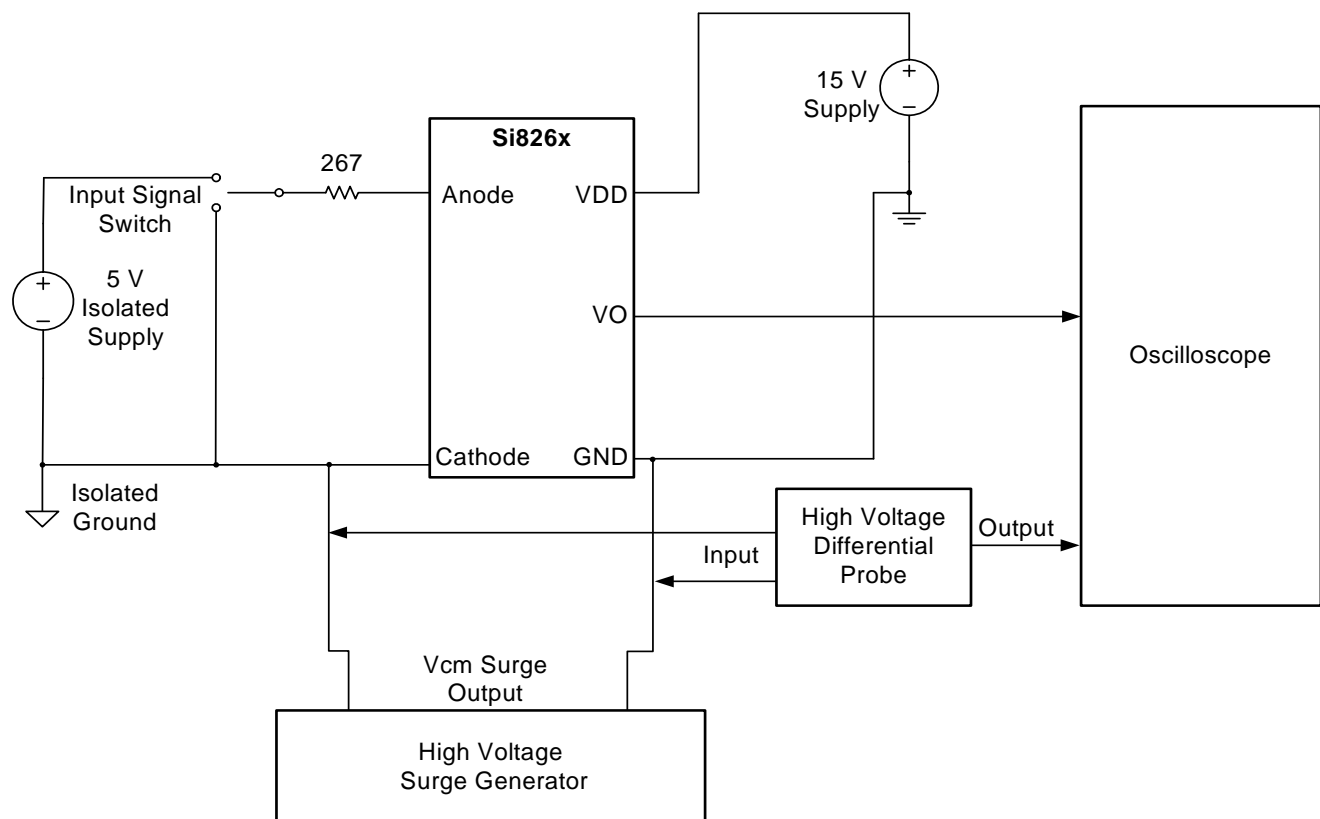 15 V
Supply
+
−
Si826x
267
Anode
VDD
Input Signal
Switch
5 V
Isolated
Supply
+
−
VO
Oscilloscope
Cathode
GND
Isolated
Ground
High Voltage
Differential
Probe
Input
Output
Vcm Surge
Output
High Voltage
Surge Generator